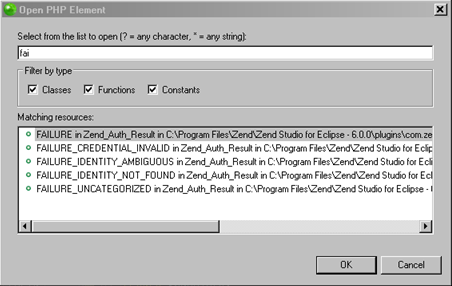 Open PHP Element
Select from the list to open (? = any character, * = any string):
fai
Filter by type
Classes
Functions
Constants
Matching resources:
FAILURE in Zend_Auth_Result in C:\Program Files\Zend\Zend Studio for Eclipse - 6.0.0\plugins\com.ze
FAILURE_CREDENTIAL_INVALID in Zend_Auth_Result in C:\Program Files\Zend\Zend Studio for Eclip
FAILURE_IDENTITY_AMBIGUOUS in Zend_Auth_Result in C:\Program Files\Zend\Zend Studio for Ecli
FAILURE_IDENTITY_NOT_FOUND in Zend_Auth_Result in C:\Program Files\Zend\Zend Studio for Ecl
FAILURE_UNCATEGORIZED in Zend_Auth_Result in C:\Program Files\Zend\Zend Studio for Eclipse - 6
OK
Cancel